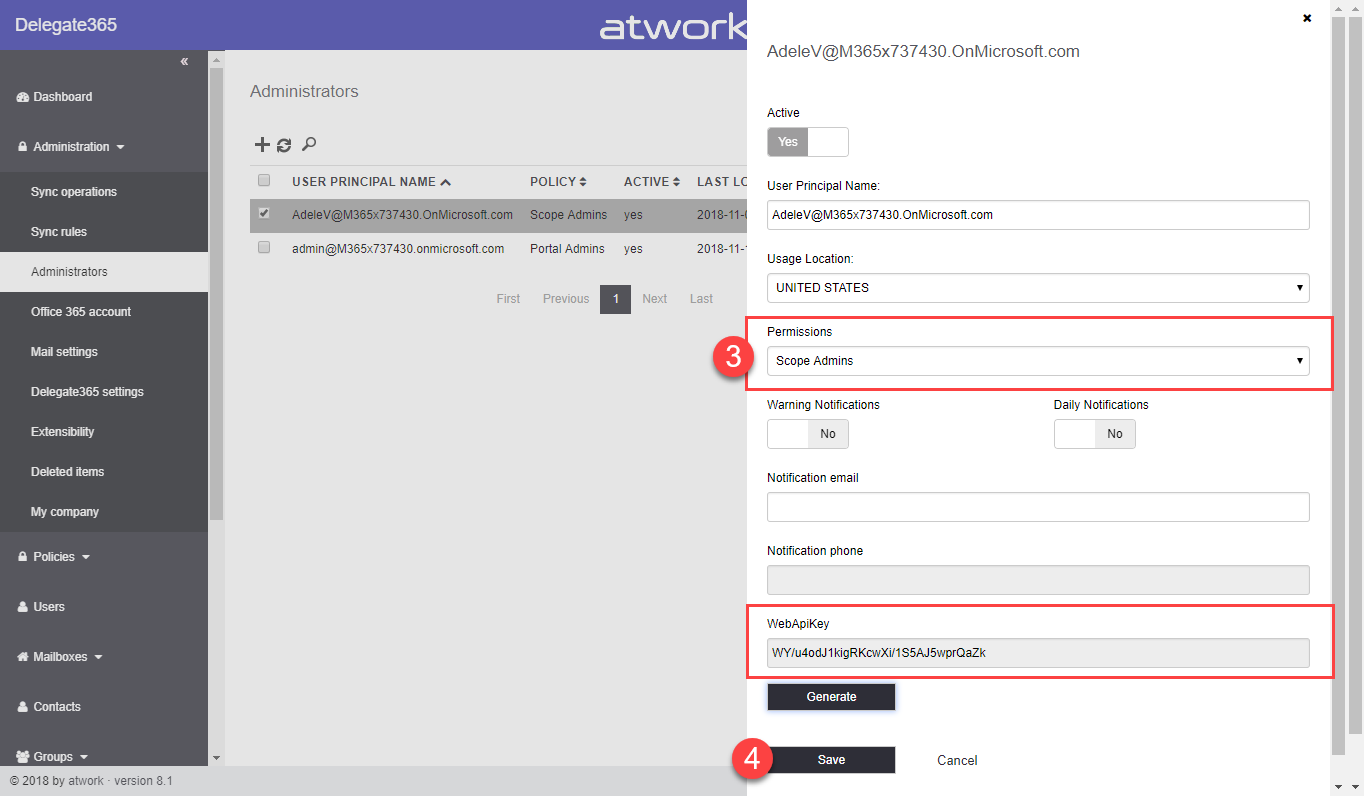 Delegate365
atwork
«
Dashboard
Administration
Sync operations
Sync rules
Administrators
Office 365 account
Mail settings
Delegate365 settings
Extensibility
Deleted items
My company
Policies
Users
Mailboxes
Contacts
Groups
© 2018 by atwork · version 8.1
Administrators
USER PRINCIPAL NAME POLICY ACTIVE LAST LO
AdeleV@M365x737430.OnMicrosoft.com Scope Admins yes 2018-11-0
admin@M365x737430.onmicrosoft.com Portal Admins yes 2018-11-1
First Previous 1 Next Last
AdeleV@M365x737430.OnMicrosoft.com
Active
Yes
User Principal Name:
AdeleV@M365x737430.OnMicrosoft.com
Usage Location:
UNITED STATES
Permissions
3
Scope Admins
Warning Notifications Daily Notifications
No No
Notification email
Notification phone
WebApiKey
WY/u4odJ1kigRKcwXi/1S5AJ5wprQaZk
Generate
4
Save Cancel